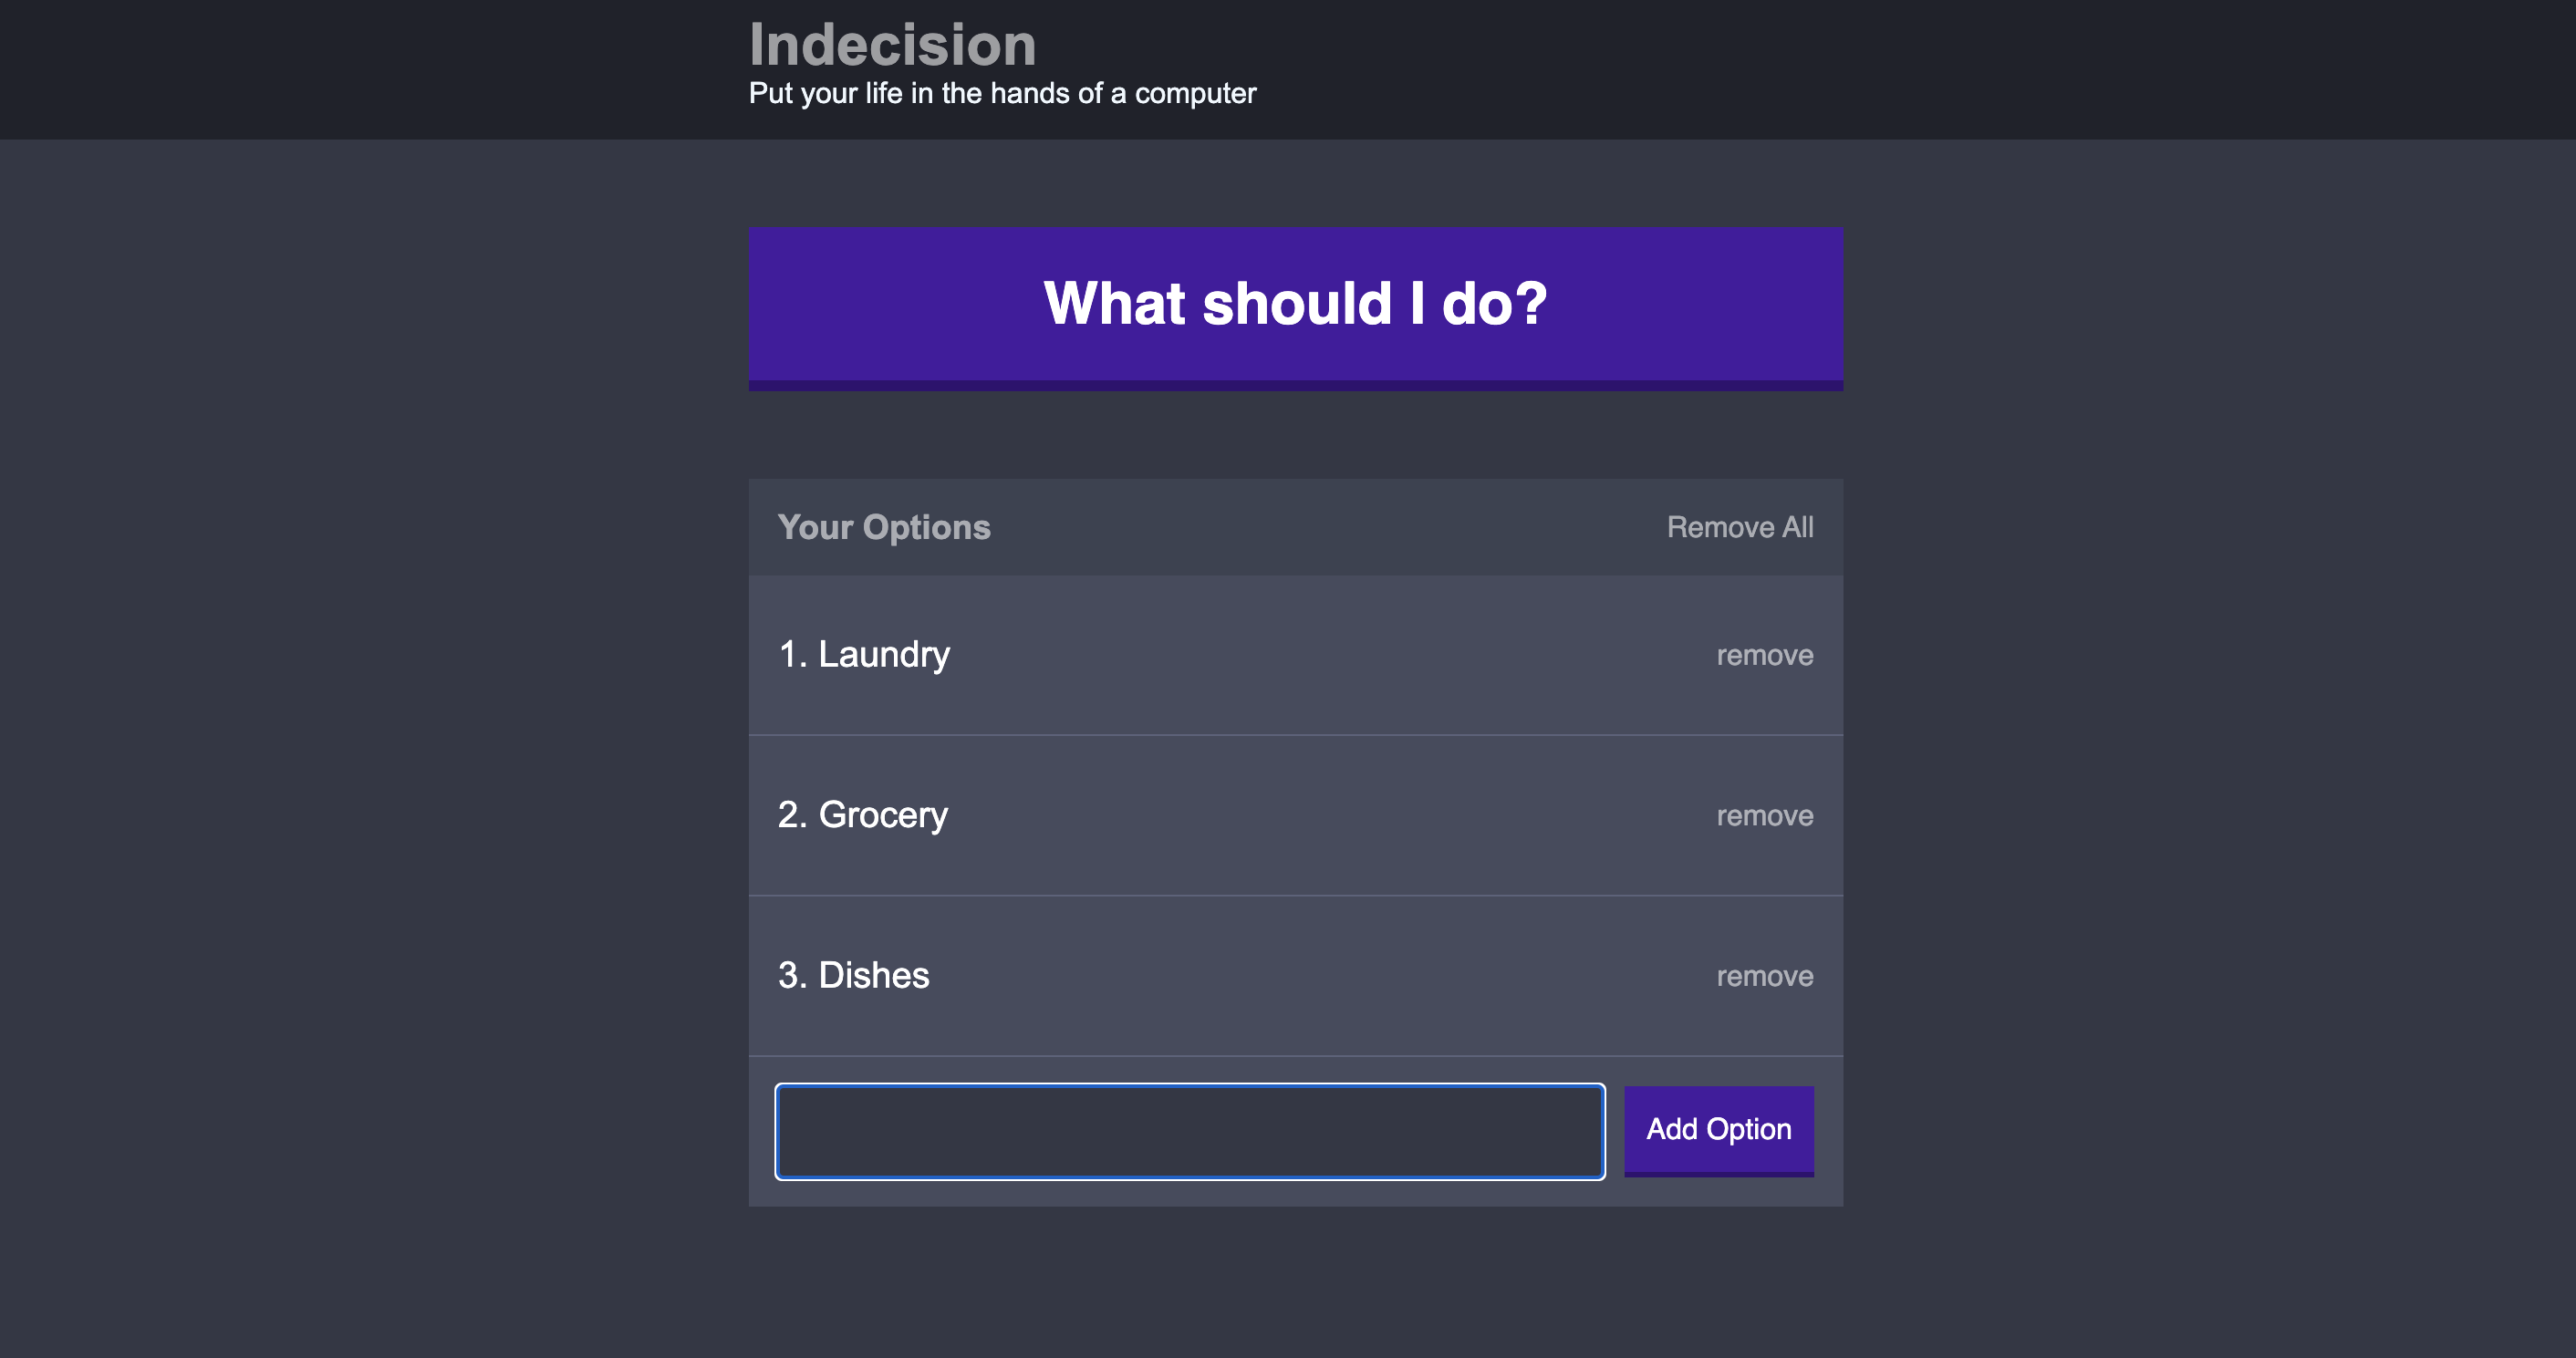 Indecision
Put your life in the hands of a computer
What should I do?
Your Options Remove All
1. Laundry remove
2. Grocery remove
3. Dishes remove
Add Option